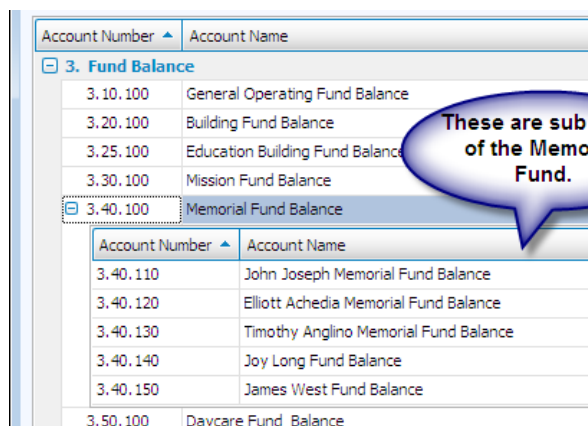 Account Number Account Name
3. Fund Balance
3.10.100 General Operating Fund Balance
3.20.100 Building Fund Balance
3.25.100 Education Building Fund Balance
3.30.100 Mission Fund Balance
3.40.100 Memorial Fund Balance
These are sub
of the Memo
Fund.
Account Number Account Name
3.40.110 John Joseph Memorial Fund Balance
3.40.120 Elliott Achedia Memorial Fund Balance
3.40.130 Timothy Anglino Memorial Fund Balance
3.40.140 Joy Long Fund Balance
3.40.150 James West Fund Balance
3.50.100 Daycare Fund Balance